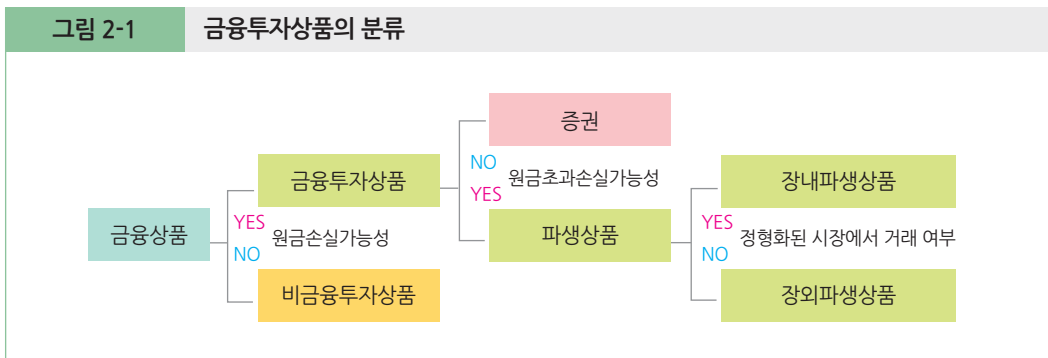 그림 2-1 금융투자상품의 분류
증권
NO
원금초과손실가능성
YES
금융투자상품
장내파생상품
금융상품
YES
원금손실가능성
NO
파생상품
YES
정형화된 시장에서 거래 여부
NO
비금융투자상품
장외파생상품